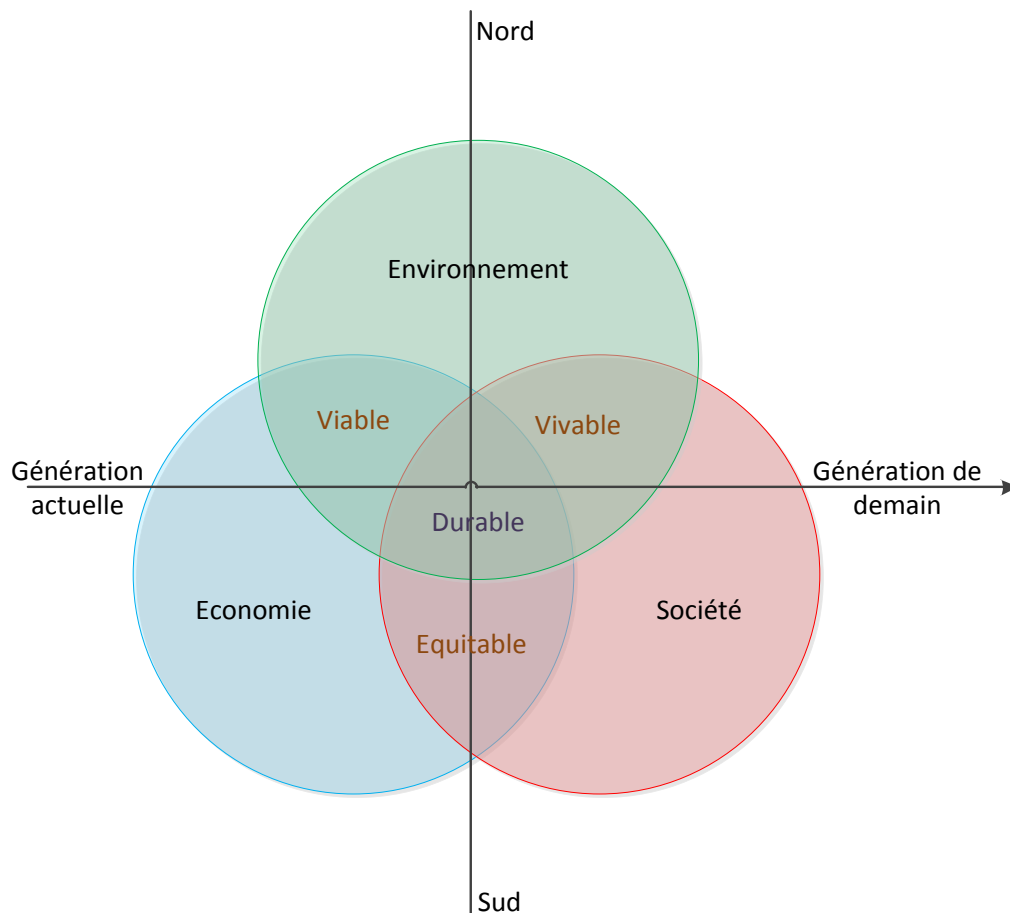 Nord
Environnement
Viable
Vivable
Génération
actuelle
Génération de
demain
Durable
Economie
Société
Equitable
Sud